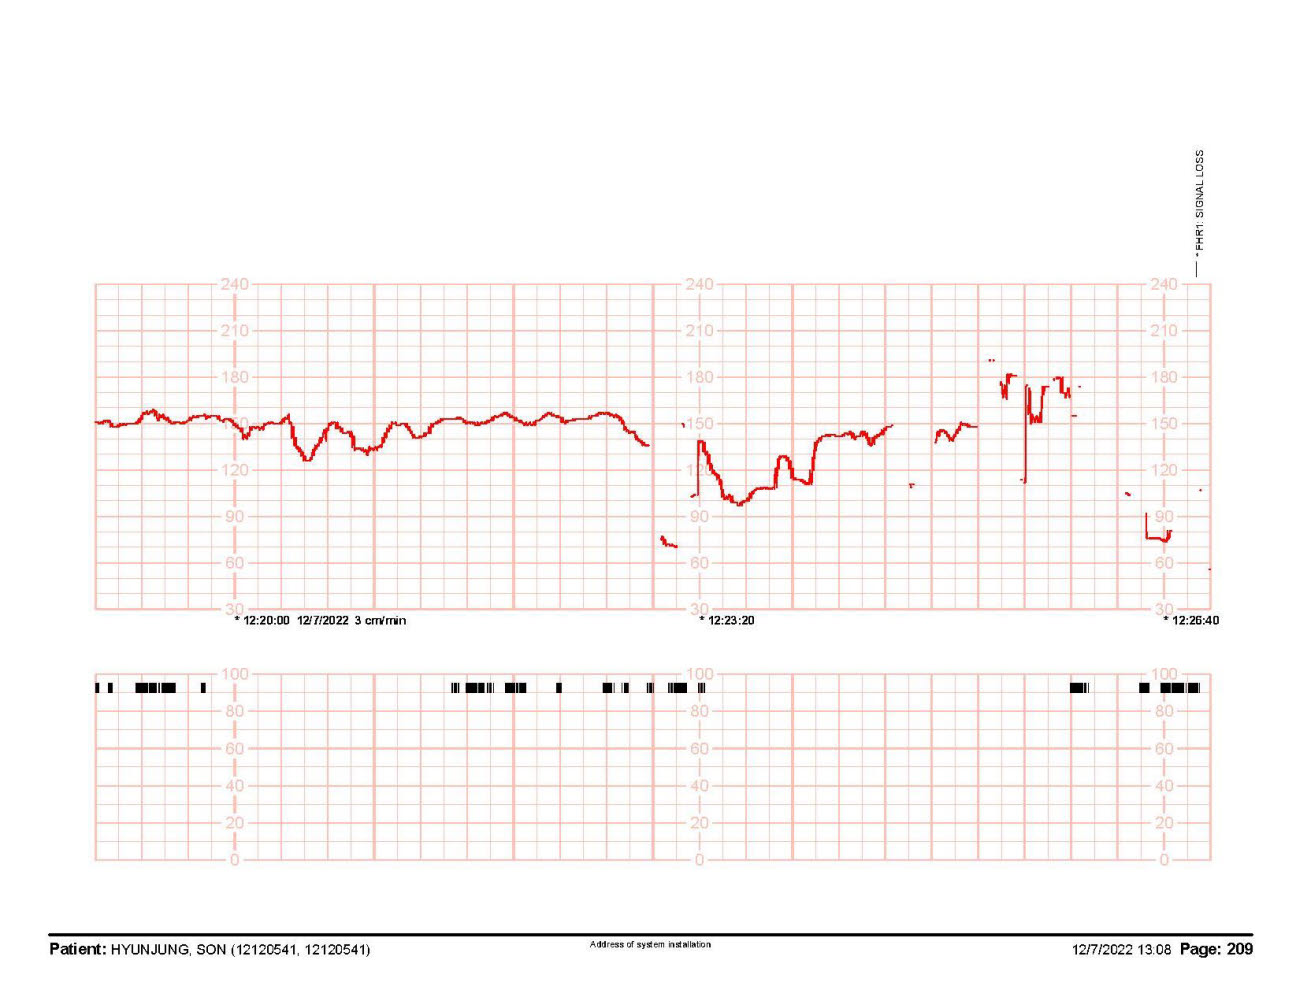 * FHR1: SIGNAL LOSS
240 240 240
210 210 210
180 180 180
150 150 150
120 120 120
90 90 90
60 60 60
30 30 30
* 12:20:00 12/7/2022 3 cm/min * 12:23:20 * 12:26:40
100 100 100
80 80 80
60 60 60
40 40 40
20 20 20
0 0 0
Patient: HYUNJUNG, SON (12120541, 12120541) Address of system installation 12/7/2022 13:08 Page: 209